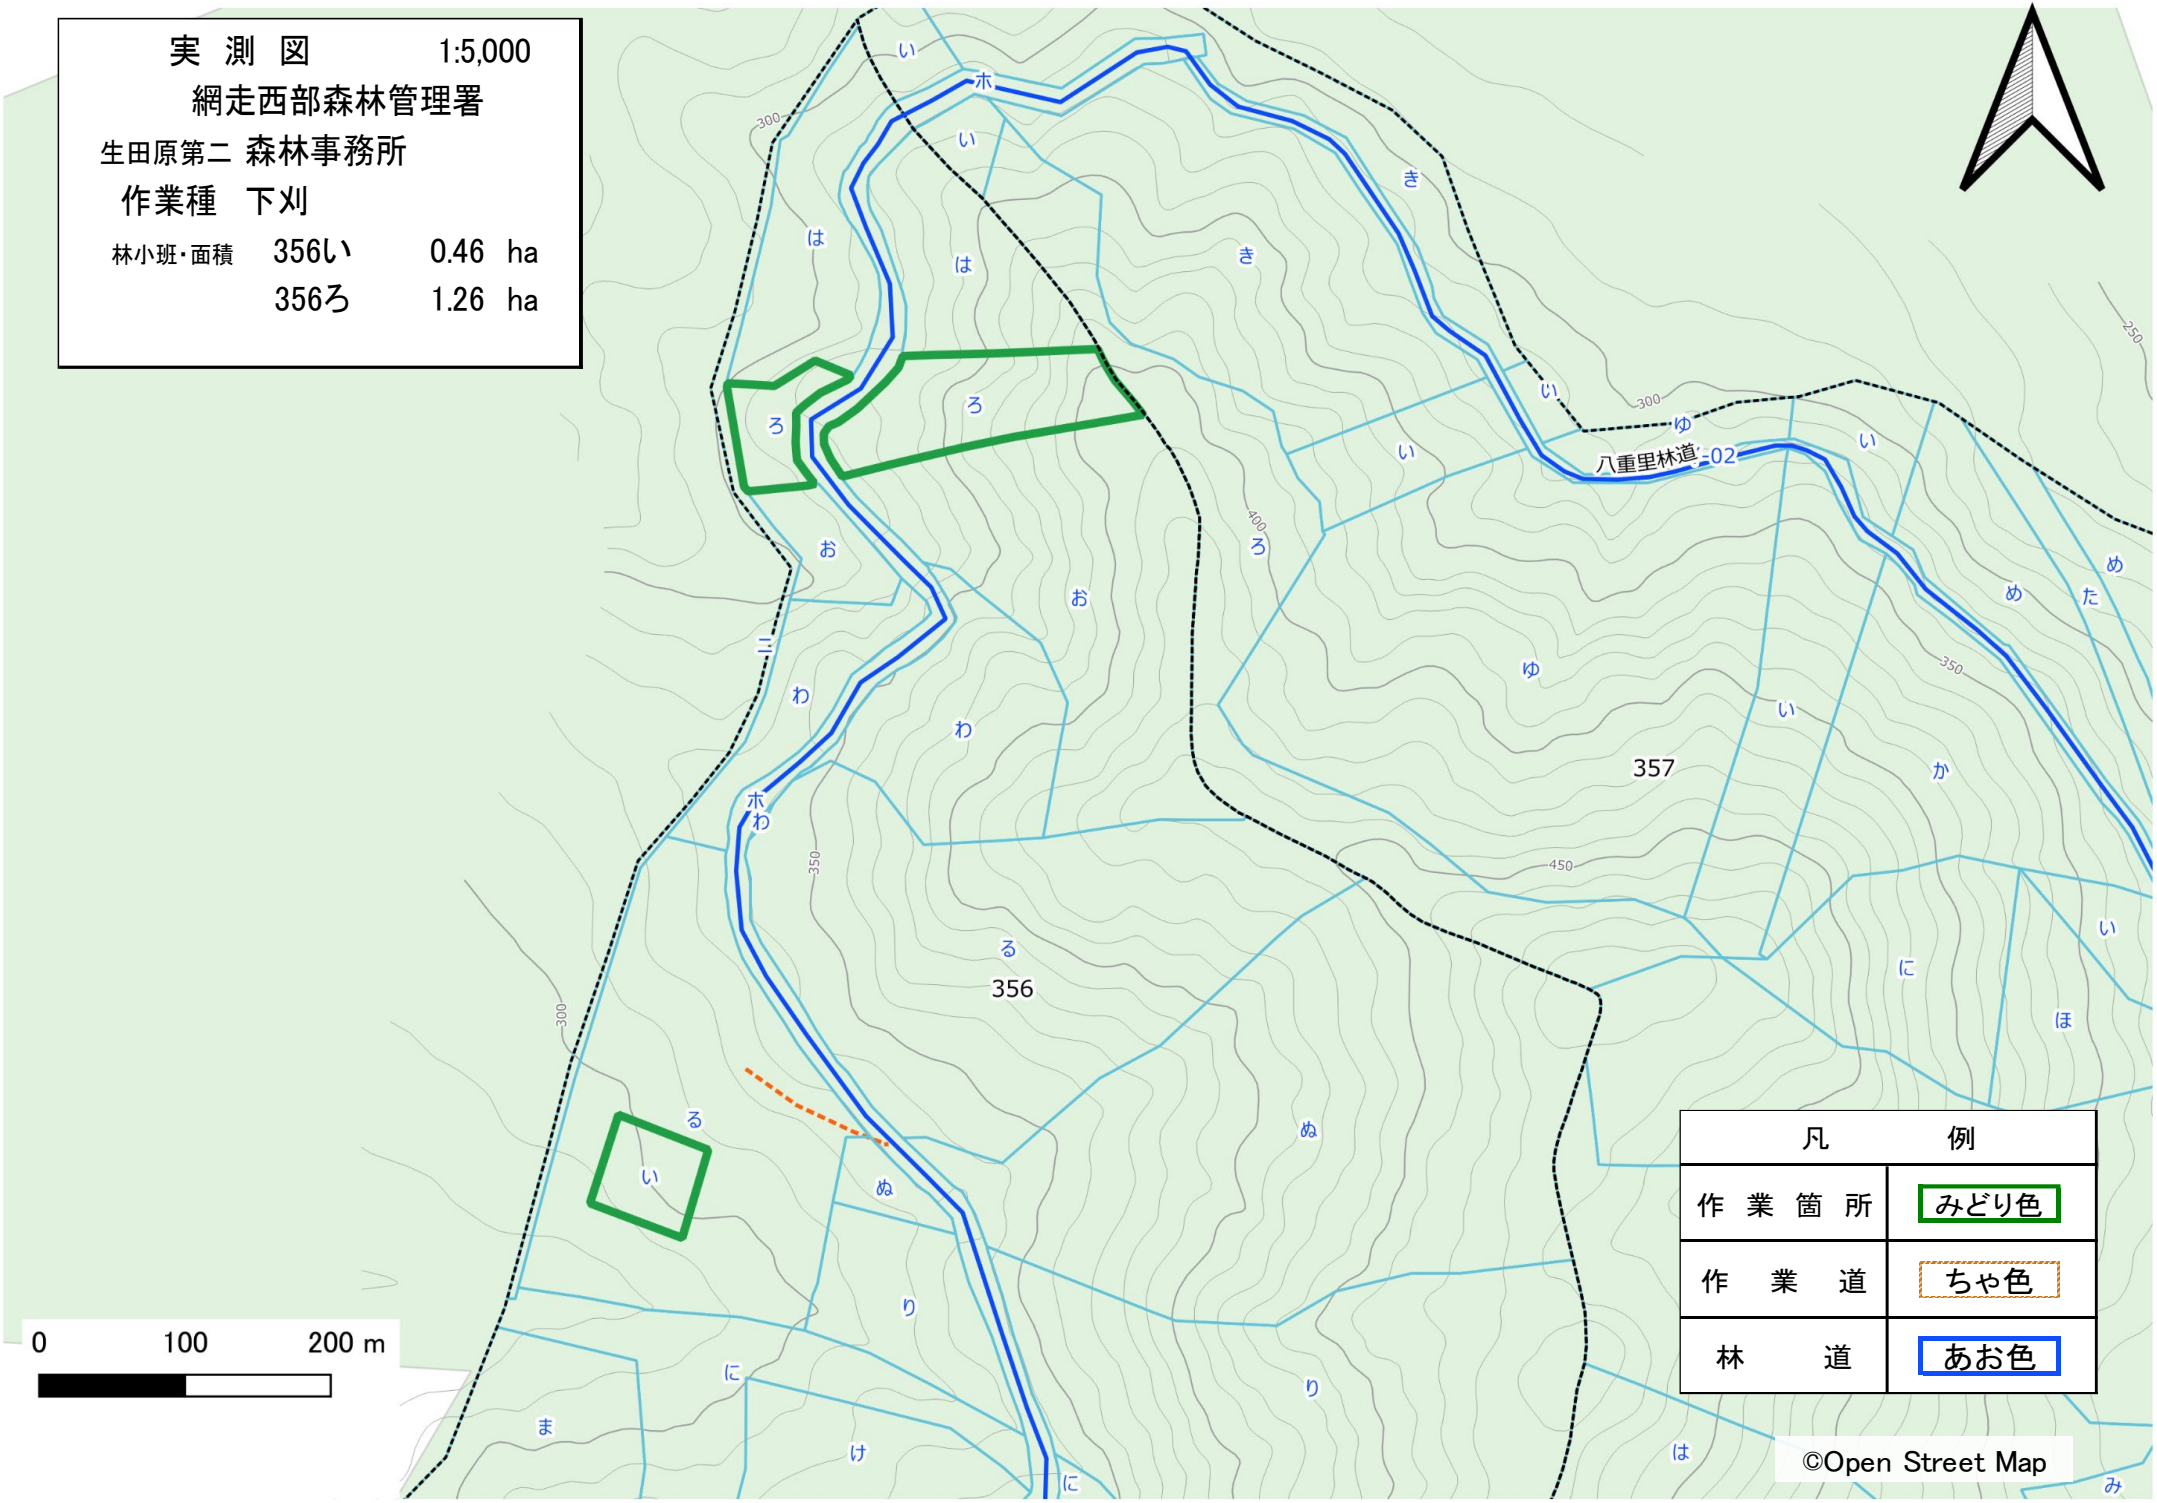 実測図 1:5,000
網走西部森林管理署
生田原第二 森林事務所
作業種 下刈
林小班・面積 356い 0.46 ha
356ろ 1.26 ha
い
ホ
300
い
き
は
は
き
250
ろ
ろ
い
300
ゆ
い
い
八重里林道
-02
400
ろ
お
お
め
め
た
ニ
わ
わ
ゆ
350
い
357
か
ホ
わ
350
450
る
356
い
に
ほ
300
る
い
ぬ
ぬ
り
に
り
ま
け
に
は
み
0 100 200 m
凡例
作業箇所 みどり色
作業道 ちゃ色
林道 あお色
©Open Street Map